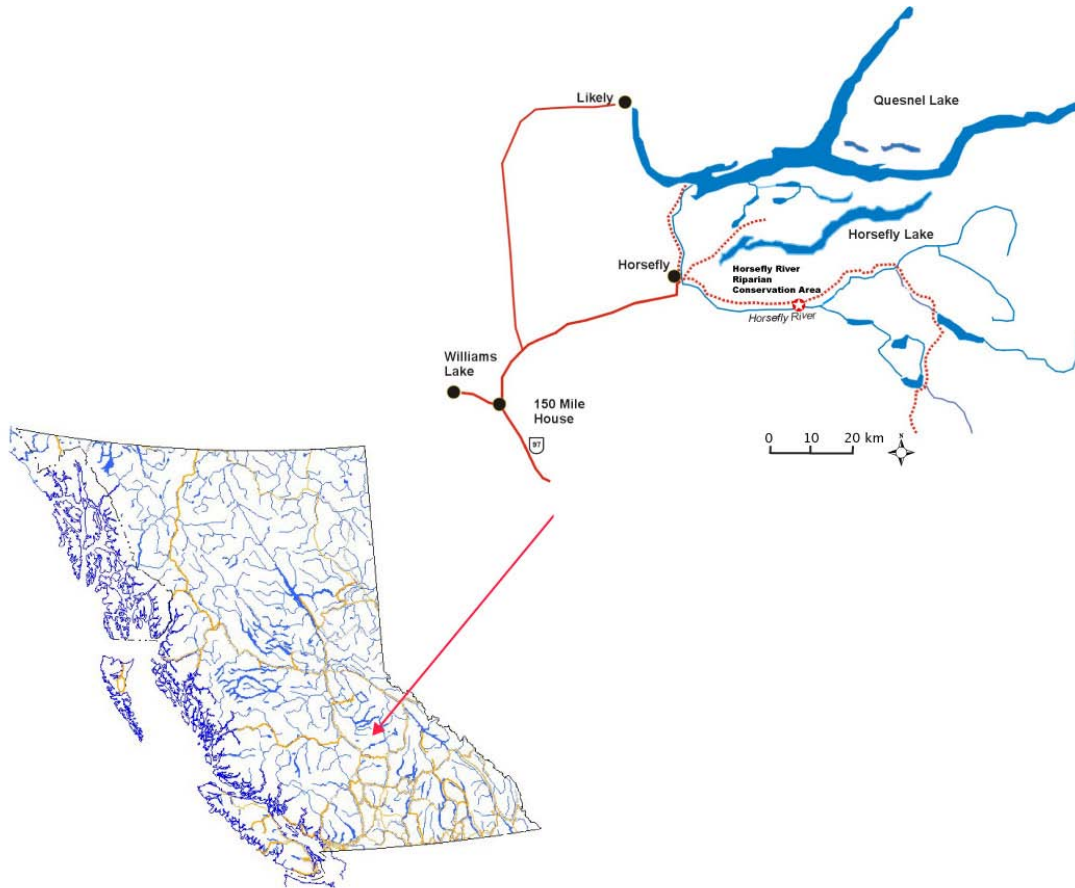 Likely
Quesnel Lake
Horsefly Lake
Horsefly
Horsefly River
Riparian
Conservation Area
Horsefly River
Williams
Lake
150 Mile
House
97
0 10 20 km
N